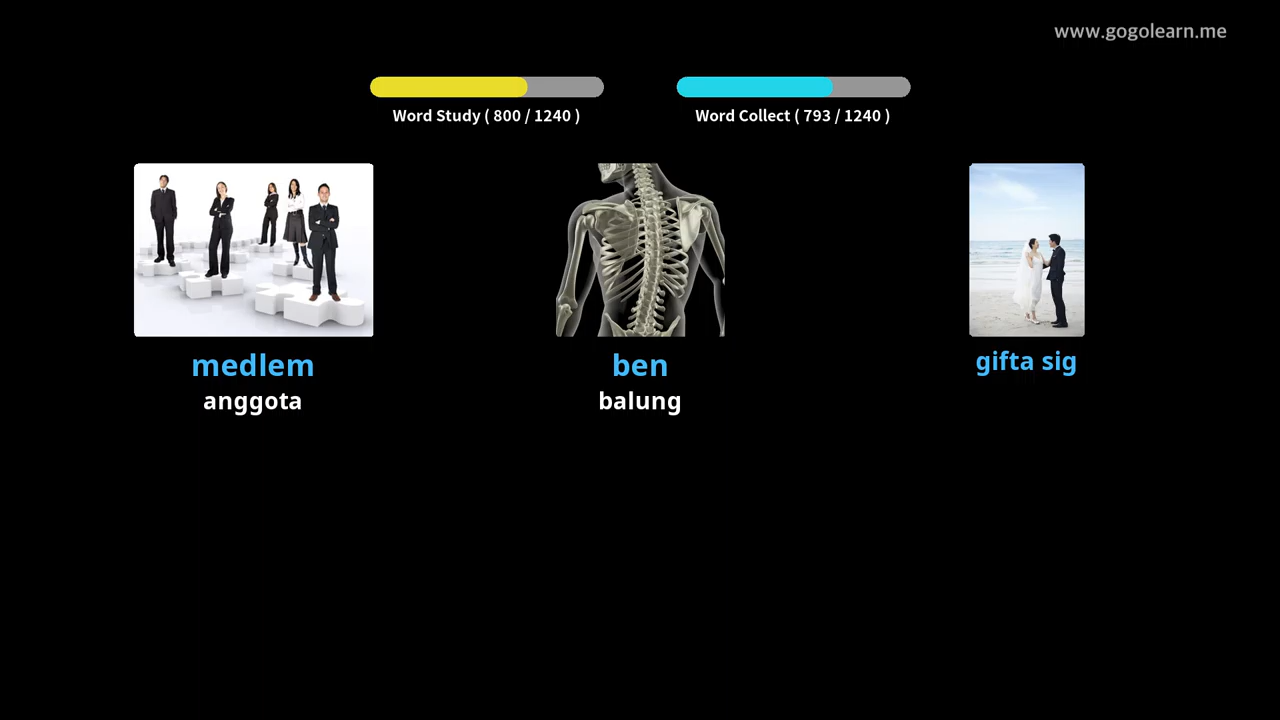 www.gogolearn.me
Word Study ( 800 / 1240 )
Word Collect ( 793 / 1240 )
medlem
anggota
ben
balung
gifta sig